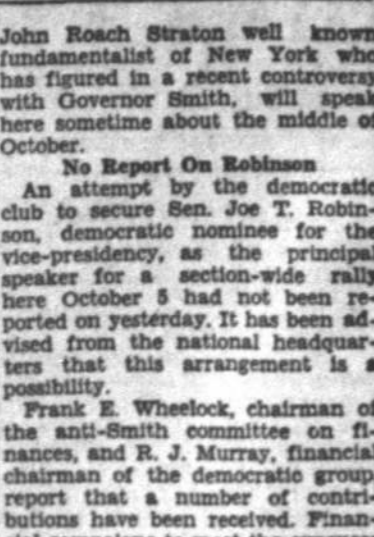 John Roach Straton well known
fundamentalist of New York who
has figured in a recent controversy
with Governor Smith, will speak
here sometime about the middle of
October.
No Report On Robinson
An attempt by the democratic
club to secure Sen. Joe T. Robin-
son, democratic nominee for the
vice-presidency, as the principal
speaker for a section-wide rally
here October 5 had not been re-
ported on yesterday. It has been ad-
vised from the national headquar-
ters that this arrangement is a
possibility.
Frank E. Wheelock, chairman of
the anti-Smith committee on fi-
nances, and R. J. Murray, financial
chairman of the democratic group
report that a number of contri-
butions have been received. Finan-